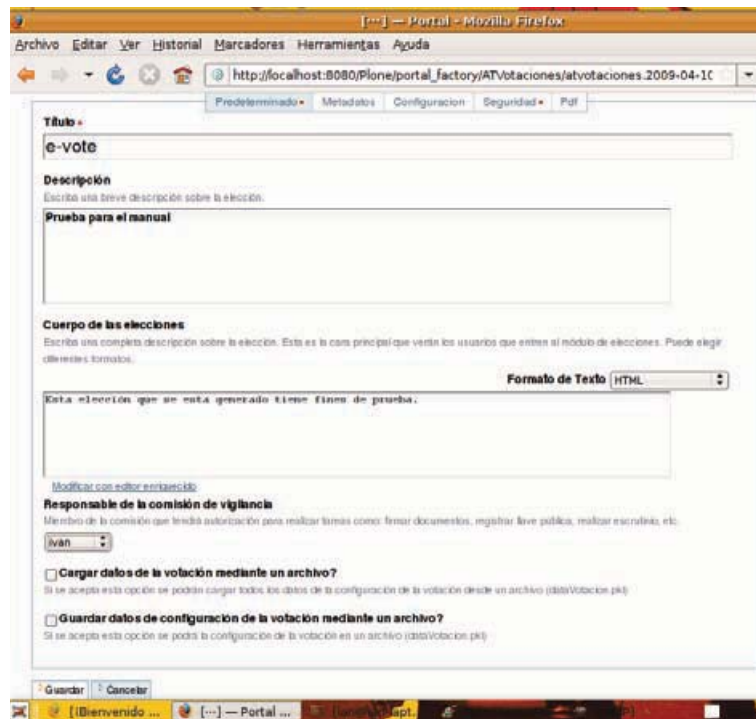 [···] — Portal - Mozilla Firefox
Archivo Editar Ver Historial Marcadores Herramientas Ayuda
http://localhost:8080/Plone/portal_factory/ATVotaciones/atvotaciones.2009-04-1
Predeterminado Metadatos Configuracion Seguridad Pdf
Título
e-vote
Descripción
Escriba una breve descripción sobre la elección.
Prueba para el manual
Cuerpo de las elecciones
Escriba una completa descripción sobre la elección. Esta es la cara principal que verán los usuarios que entren al módulo de elecciones. Puede elegir
diferentes formatos.
Formato de Texto HTML
Esta elección que se esta generado tiene fines de prueba.
Modificar con editor enriquecido
Responsable de la comisión de vigilancia
Miembro de la comisión que tendrá autorización para realizar tareas como: firmar documentos, registrar llave pública, realizar escrutinio, etc.
ivan
Cargar datos de la votación mediante un archivo?
Si se acepta esta opción se podrán cargar todos los datos de la configuración de la votación desde un archivo (dataVotacion.pkl)
Guardar datos de configuración de la votación mediante un archivo?
Si se acepta esta opción se podrá la configuración de la votación en un archivo (dataVotacion.pkl)
Guardar Cancelar
[¡Bienvenido ... [···] — Portal ...